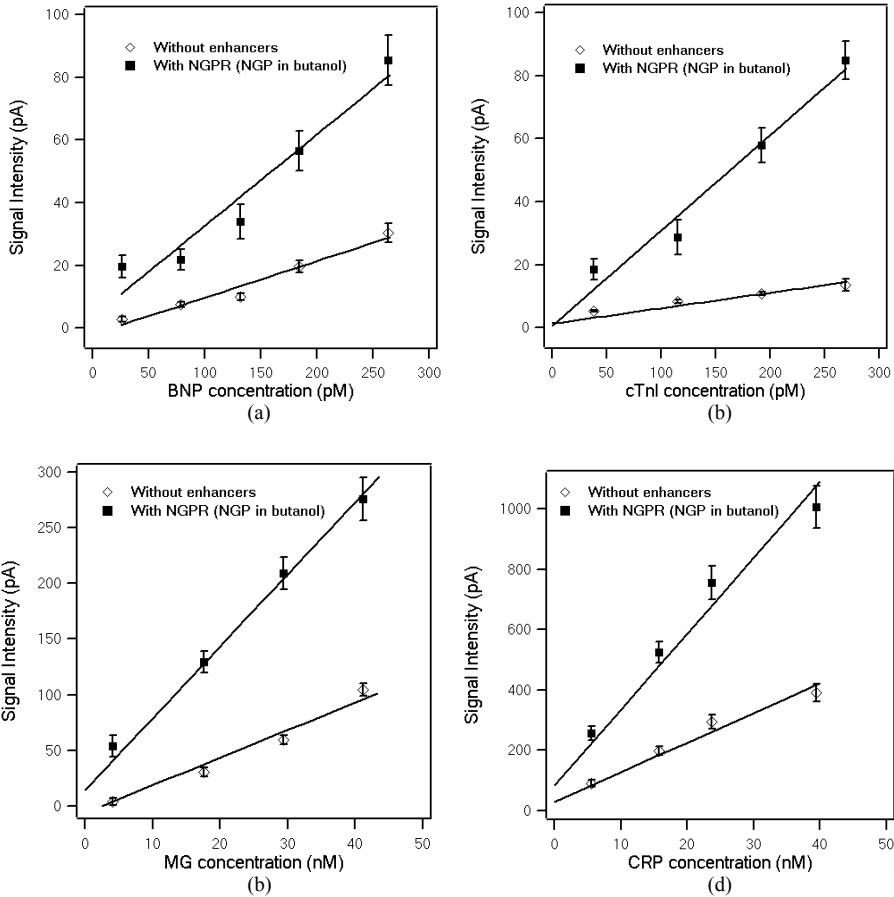 100
80
60
40
20
0
Signal Intensity (pA)
Without enhancers
With NGPR (NGP in butanol)
0 50 100 150 200 250 300
BNP concentration (pM)
(a)
100
80
60
40
20
0
Signal Intensity (pA)
Without enhancers
With NGPR (NGP in butanol)
0 50 100 150 200 250 300
cTnI concentration (pM)
(b)
300
250
200
150
100
50
0
Signal Intensity (pA)
Without enhancers
With NGPR (NGP in butanol)
0 10 20 30 40 50
MG concentration (nM)
(b)
1000
800
600
400
200
0
Signal Intensity (pA)
Without enhancers
With NGPR (NGP in butanol)
0 10 20 30 40 50
CRP concentration (nM)
(d)